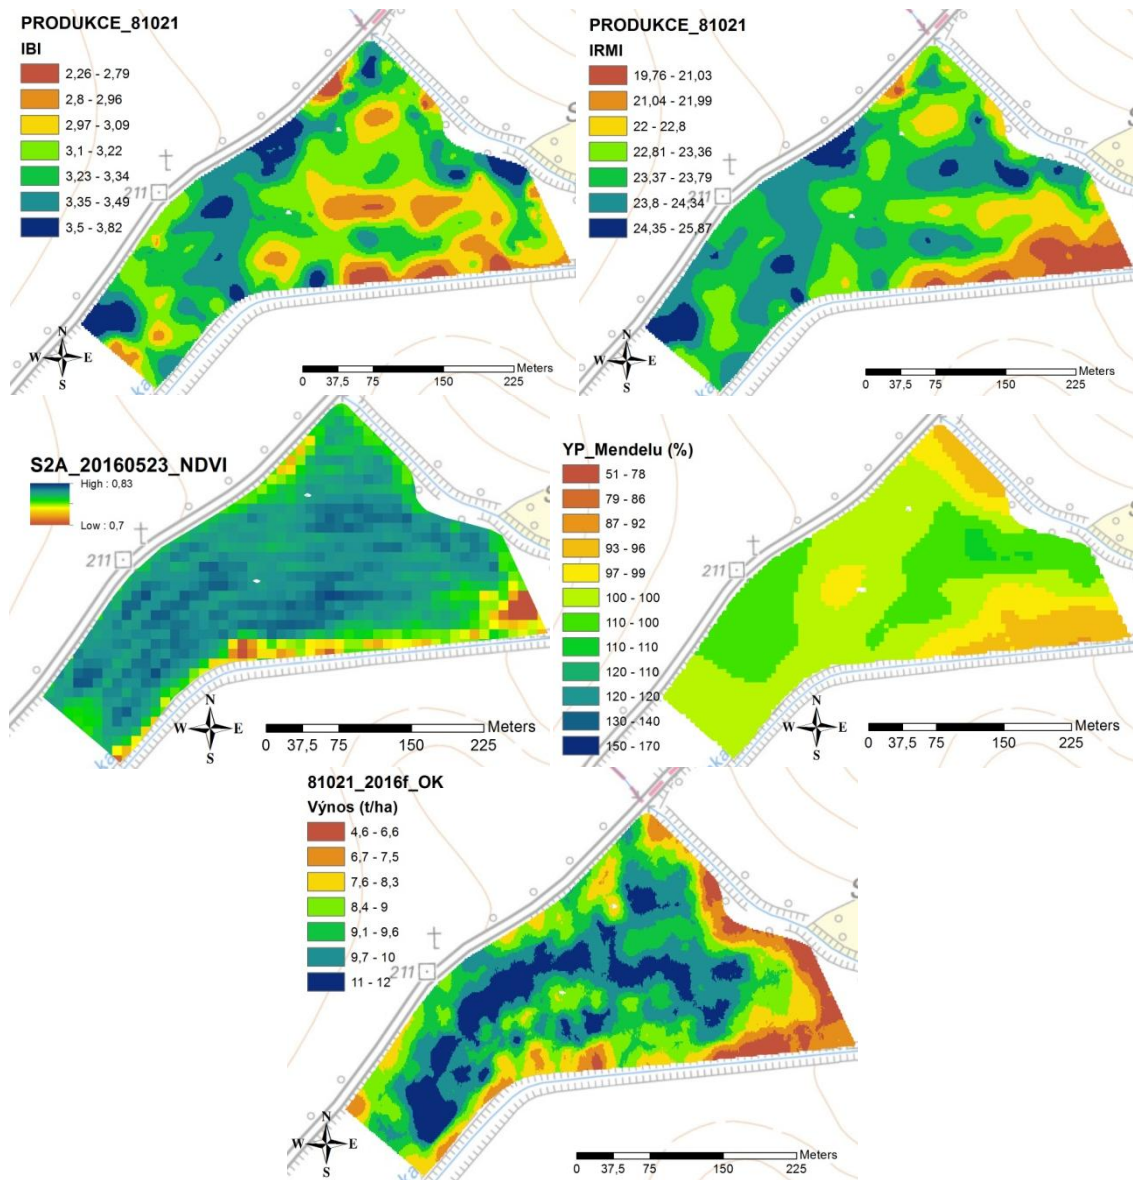 PRODUKCE_81021
IBI
2,26 - 2,79
2,8 - 2,96
2,97 - 3,09
3,1 - 3,22
3,23 - 3,34
3,35 - 3,49
3,5 - 3,82
211
N
W E
S
Meters
0 37,5 75 150 225
PRODUKCE_81021
IRMI
19,76 - 21,03
21,04 - 21,99
22 - 22,8
22,81 - 23,36
23,37 - 23,79
23,8 - 24,34
24,35 - 25,87
211
N
W E
S
Meters
0 37,5 75 150 225
S2A_20160523_NDVI
High : 0,83
Low : 0,7
211
N
W E
S
Meters
0 37,5 75 150 225
YP_Mendelu (%)
51 - 78
79 - 86
87 - 92
93 - 96
97 - 99
100 - 100
110 - 100
110 - 110
120 - 110
120 - 120
130 - 140
150 - 170
211
N
W E
S
Meters
0 37,5 75 150 225
81021_2016f_OK
Výnos (t/ha)
4,6 - 6,6
6,7 - 7,5
7,6 - 8,3
8,4 - 9
9,1 - 9,6
9,7 - 10
11 - 12
211
N
W E
S
Meters
0 37,5 75 150 225